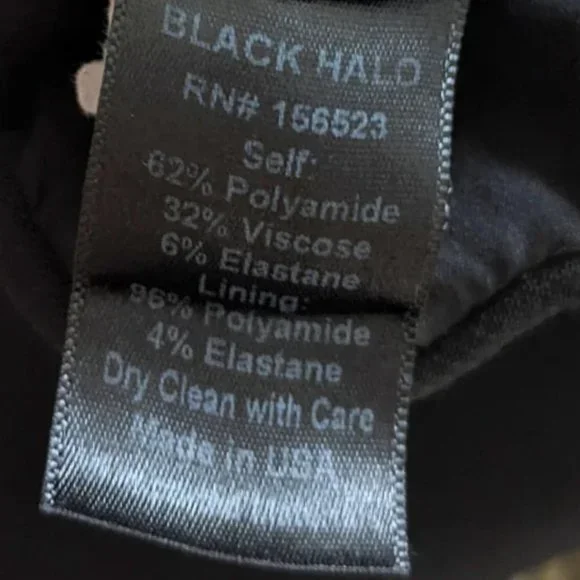 BLACK HALO
RN# 156523
Self:
62% Polyamide
32% Viscose
6% Elastane
Lining:
96% Polyamide
4% Elastane
Dry Clean with Care
Made in USA